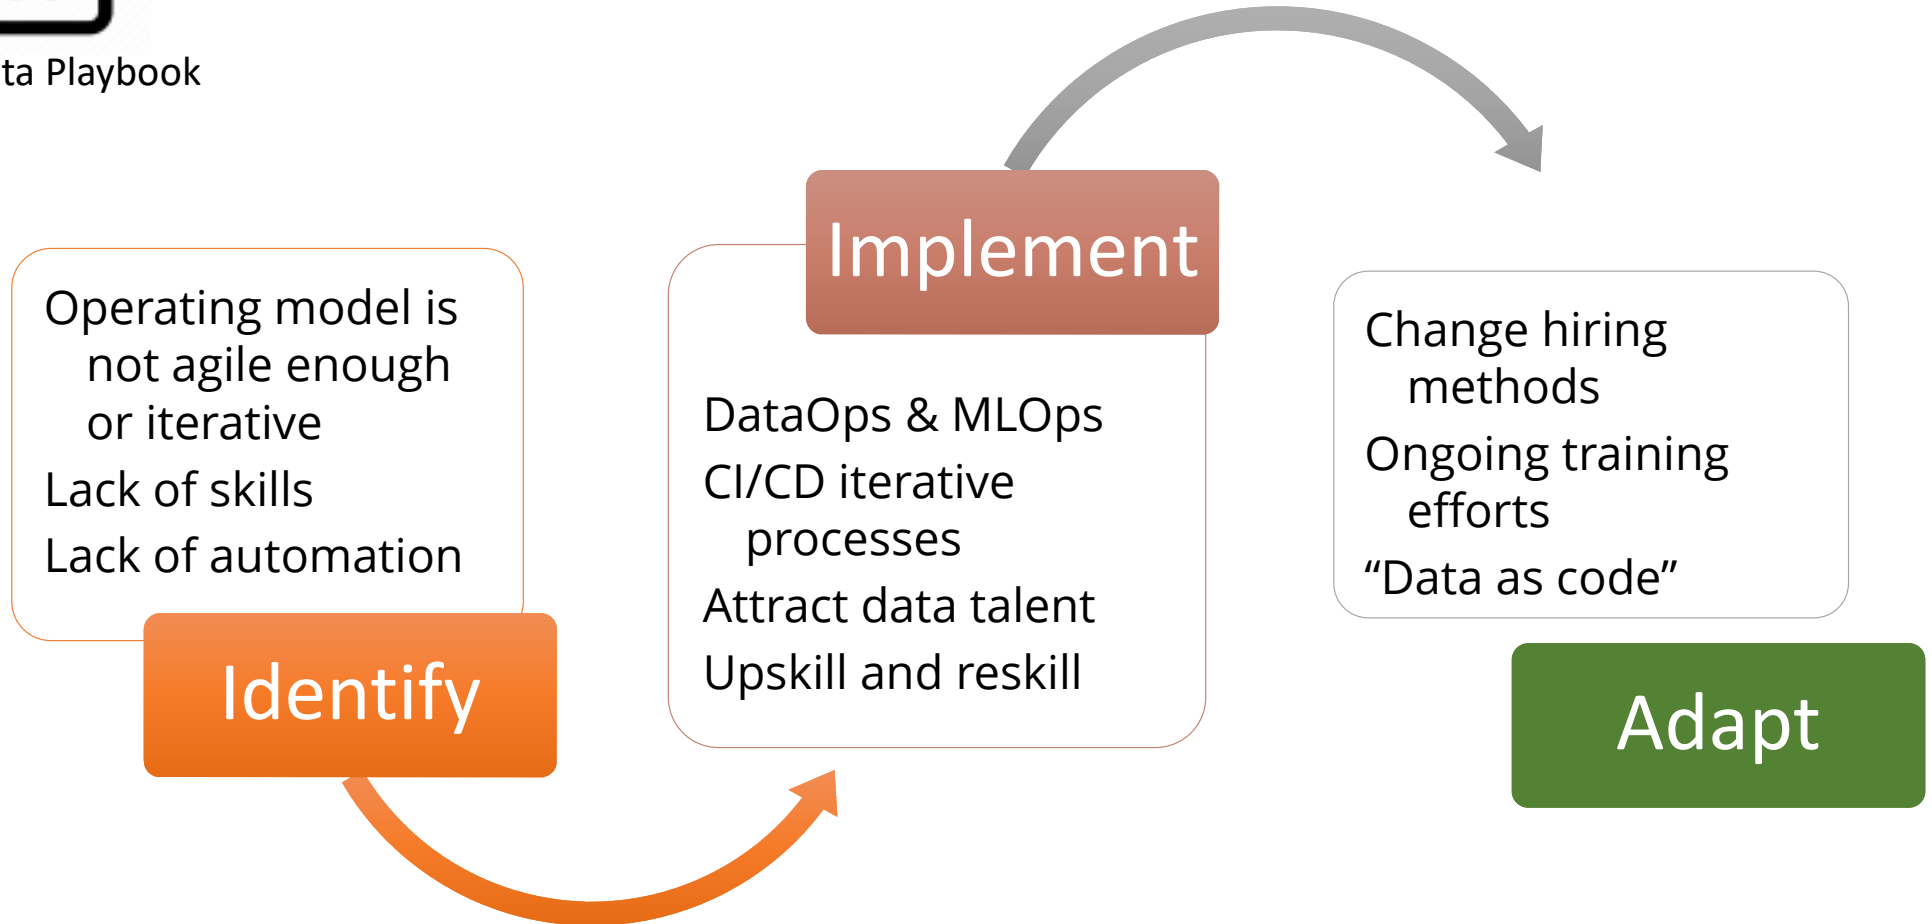 ta Playbook
Operating model is
not agile enough
or iterative
Lack of skills
Lack of automation
Identify
Implement
DataOps & MLOps
CI/CD iterative
processes
Attract data talent
Upskill and reskill
Change hiring
methods
Ongoing training
efforts
“Data as code”
Adapt